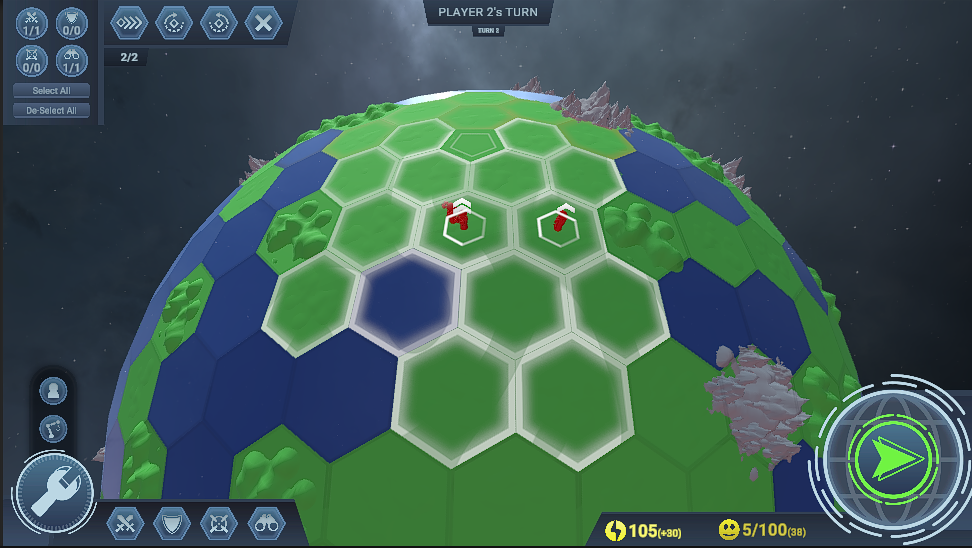 PLAYER 2's TURN
TURN 2
1/1
0/0
0/0
1/1
2/2
Select All
De-Select All
105(+30)
5/100(38)